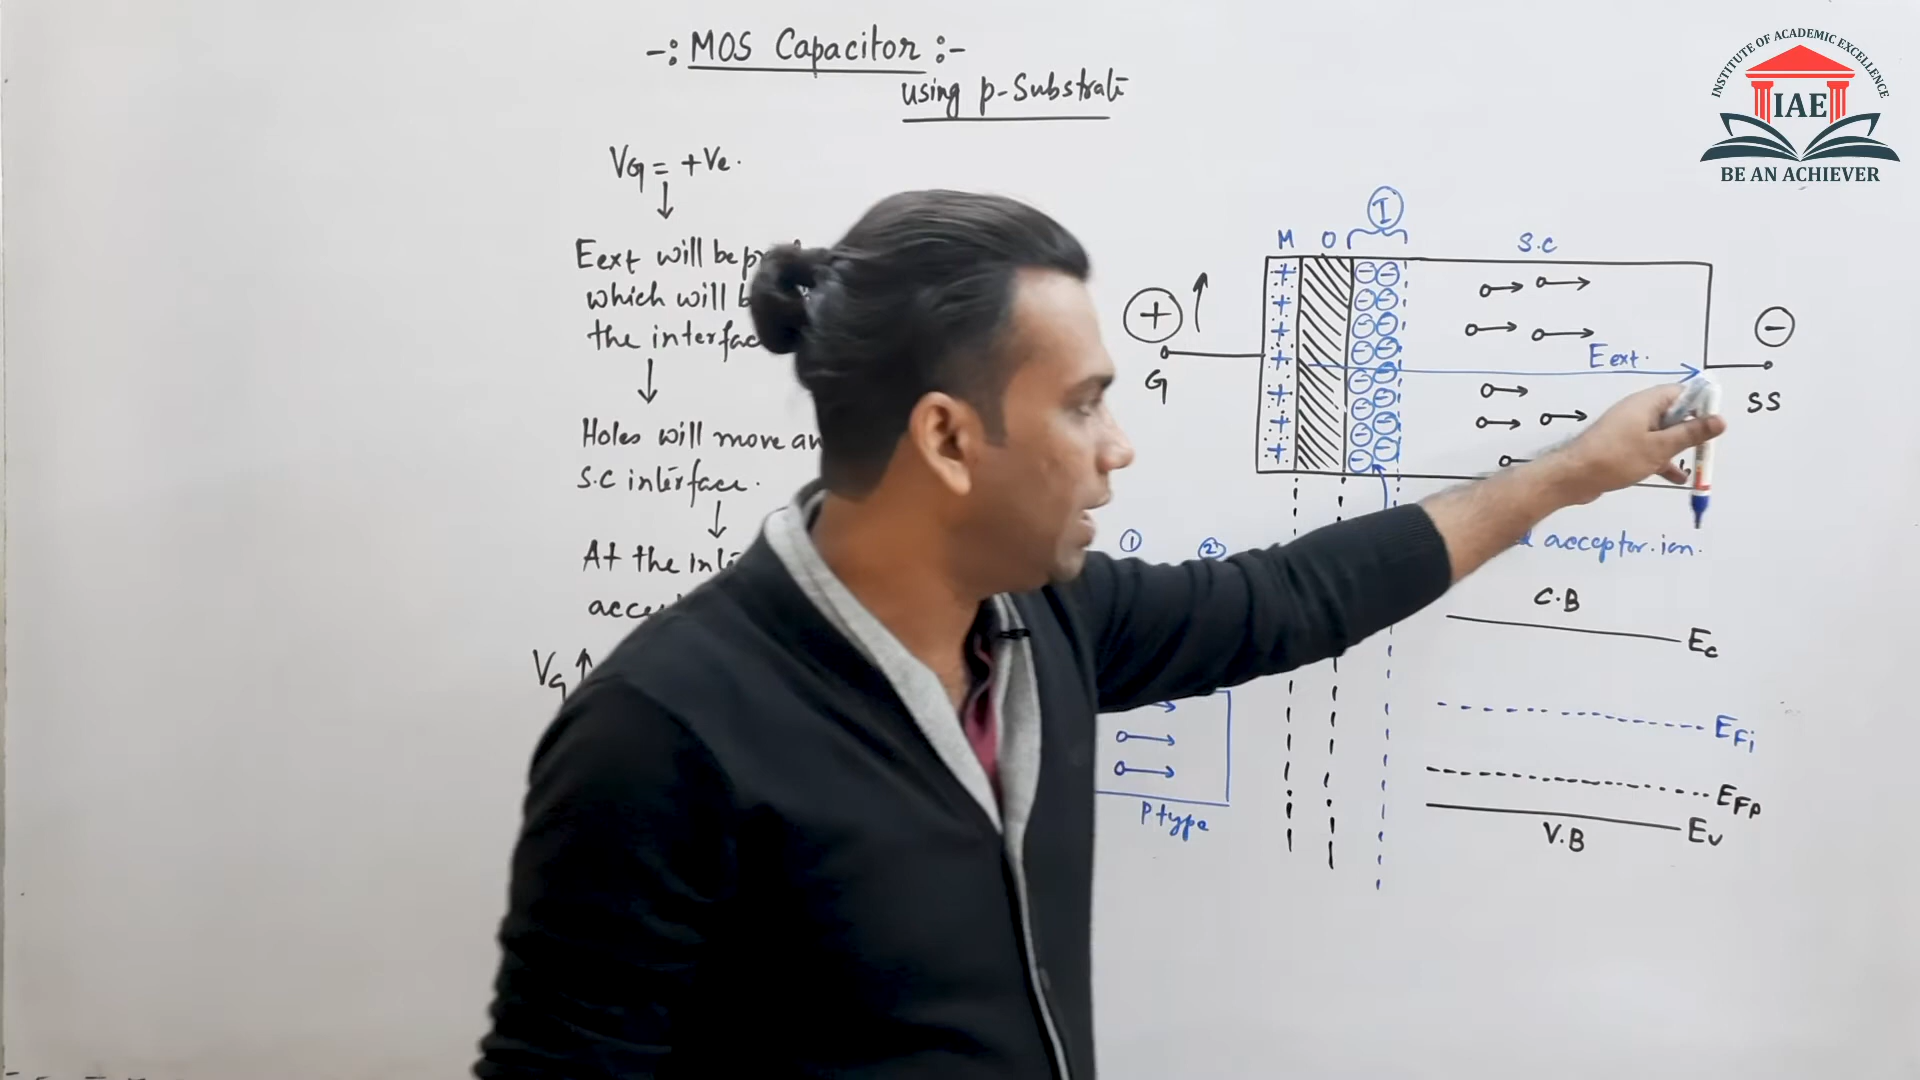 -: MOS Capacitor :-
using p-Substrate
VG = +Ve.
Eext will be
which will
the interfac
Holes will move
S.C interface.
At the
VG ↑
INSTITUTE OF ACADEMIC EXCELLENCE
IAE
BE AN ACHIEVER
I
M O S.C
+
G
-
SS
Eext.
acceptor.ion.
1 2
P type
C.B
Ec
EFi
EFp
Ev
V.B